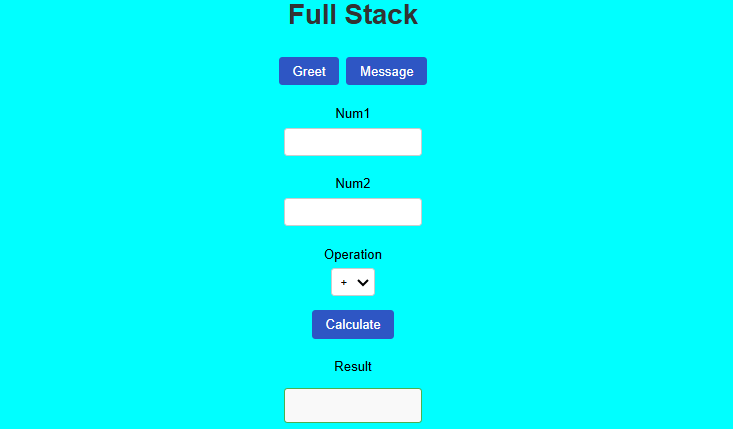 Full Stack
Greet Message
Num1
Num2
Operation
+
Calculate
Result